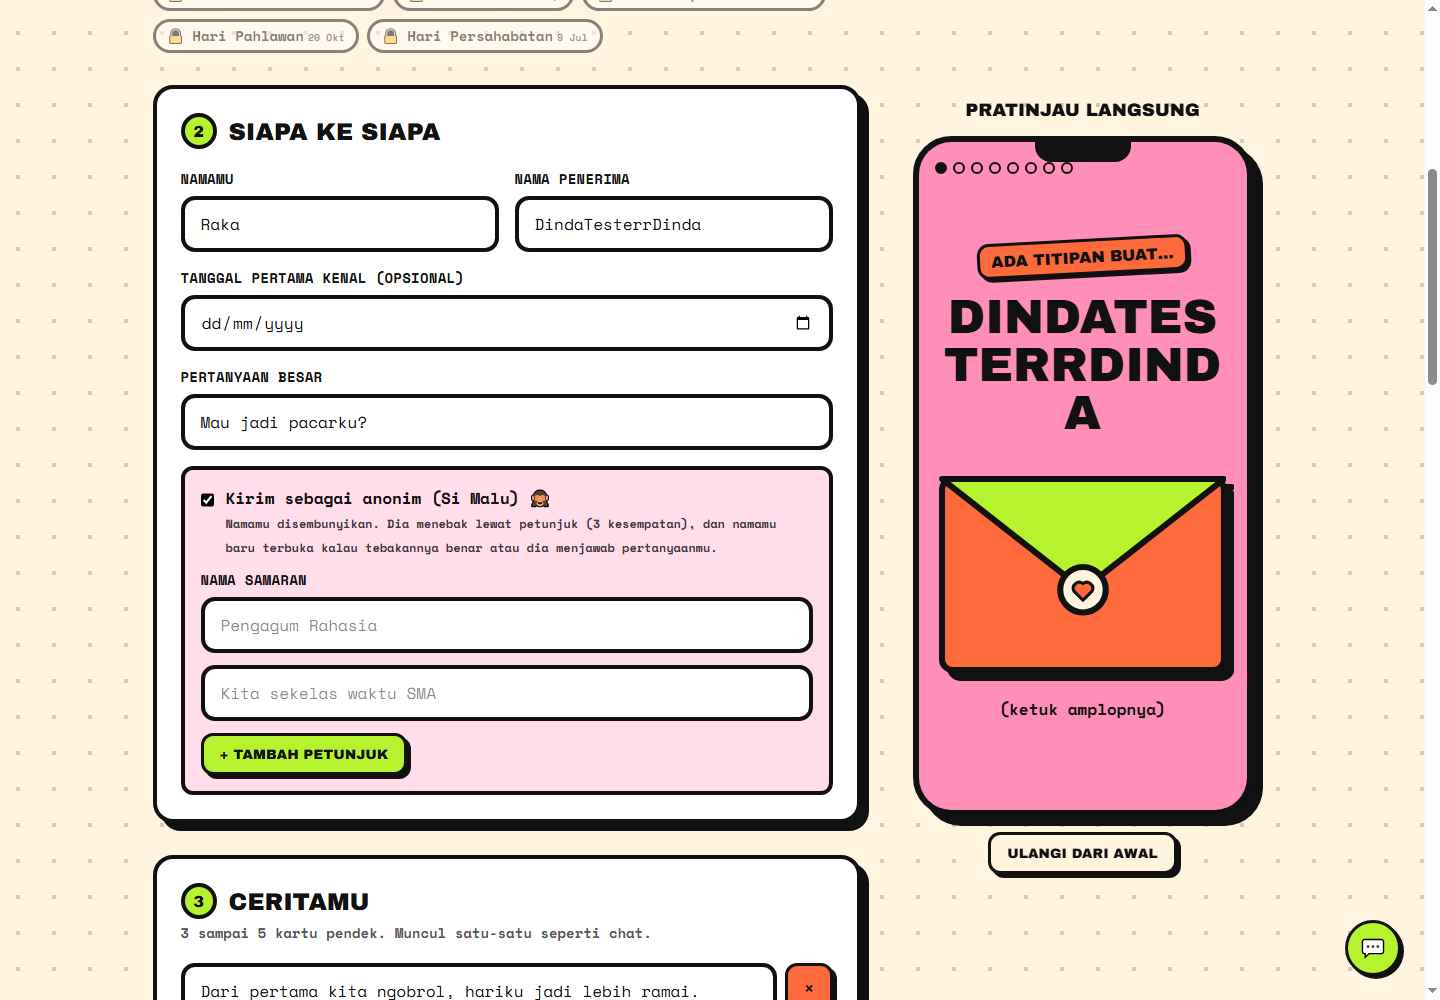 Hari Pahlawan 20 Okt
Hari Persahabatan 9 Jul
2 SIAPA KE SIAPA
NAMAMU
NAMA PENERIMA
Raka
DindaTesterrDinda
TANGGAL PERTAMA KENAL (OPSIONAL)
dd/mm/yyyy
PERTANYAAN BESAR
Mau jadi pacarku?
Kirim sebagai anonim (Si Malu)
Namamu disembunyikan. Dia menebak lewat petunjuk (3 kesempatan), dan namamu
baru terbuka kalau tebakannya benar atau dia menjawab pertanyaanmu.
NAMA SAMARAN
Pengagum Rahasia
Kita sekelas waktu SMA
+ TAMBAH PETUNJUK
3 CERITAMU
3 sampai 5 kartu pendek. Muncul satu-satu seperti chat.
Dari pertama kita ngobrol, hariku jadi lebih ramai.
×
PRATINJAU LANGSUNG
ADA TITIPAN BUAT...
DINDATES
TERRDIND
A
(ketuk amplopnya)
ULANGI DARI AWAL